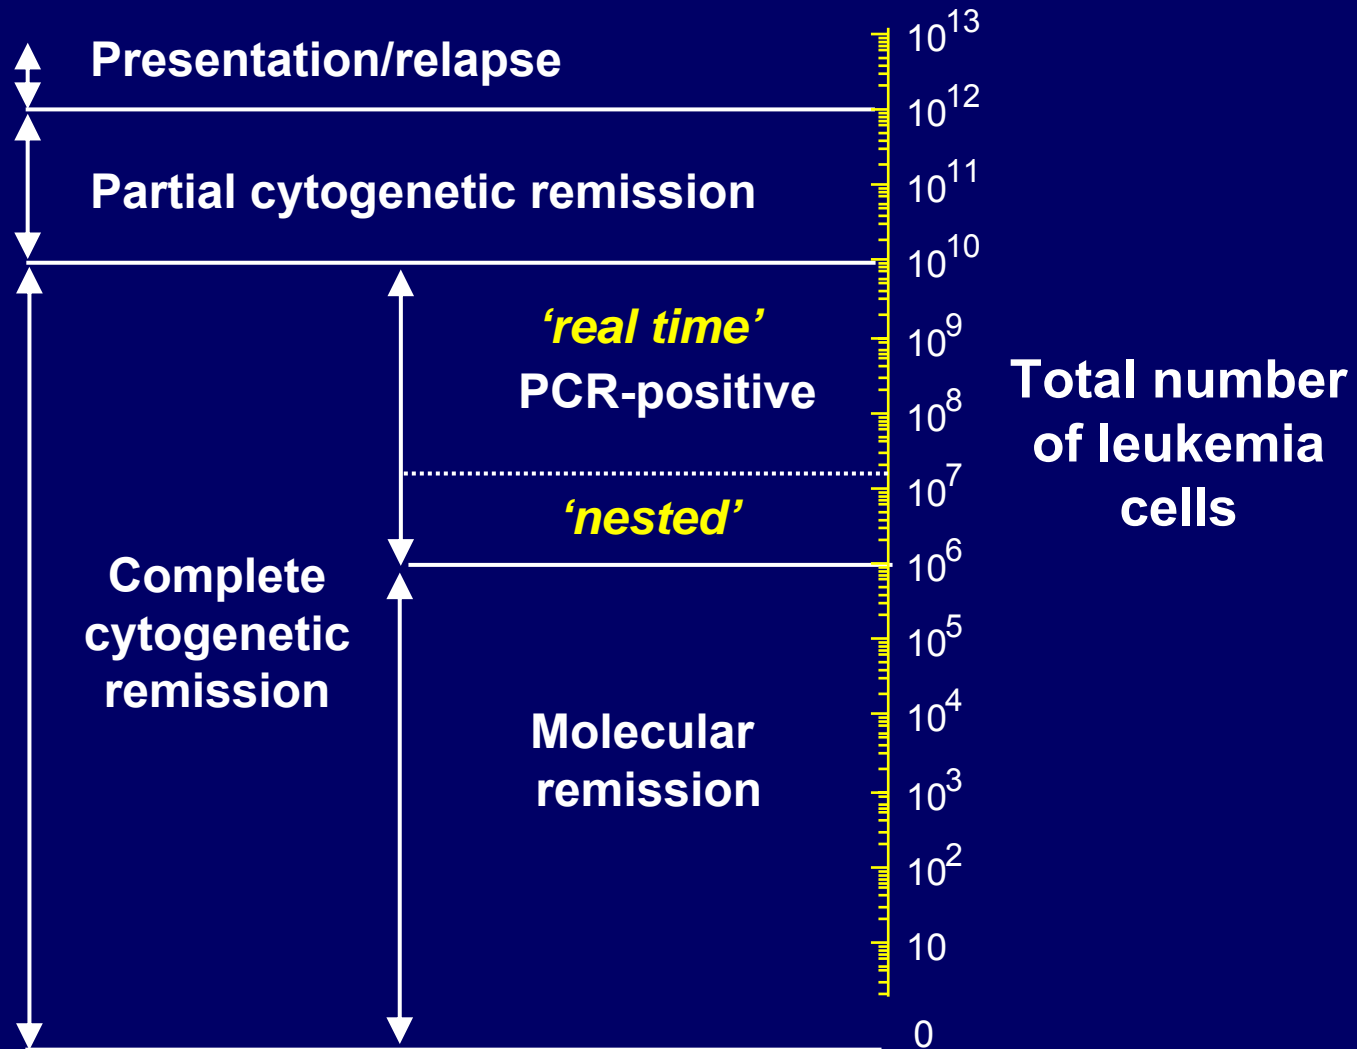 Presentation/relapse
Partial cytogenetic remission
‘real time’
PCR-positive
‘nested’
Complete
cytogenetic
remission
Molecular
remission
10^13
10^12
10^11
10^10
10^9
10^8
10^7
10^6
10^5
10^4
10^3
10^2
10
0
Total number
of leukemia
cells